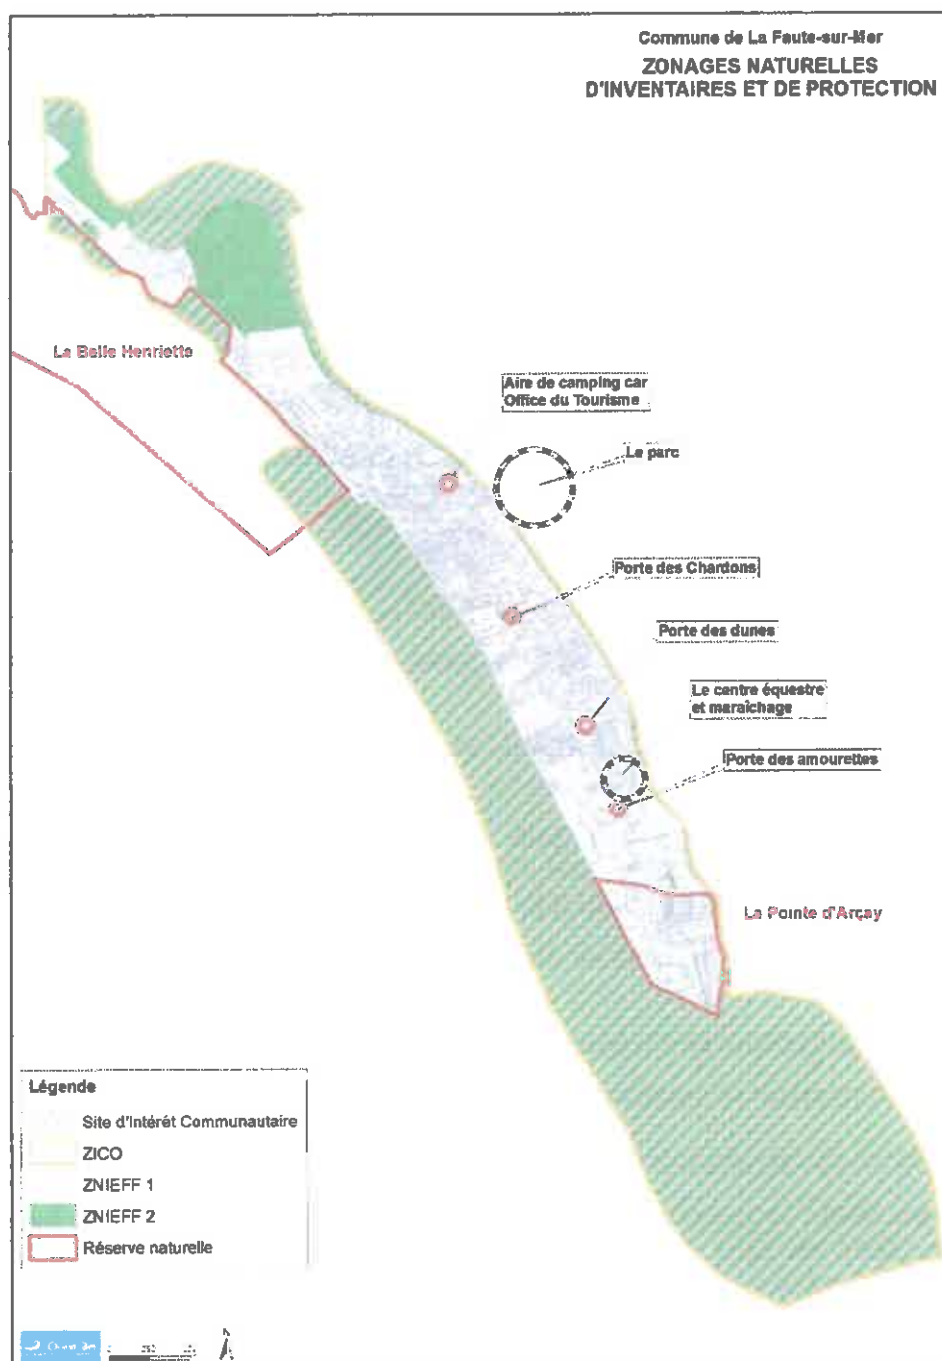 Commune de La Faute-sur-Mer
ZONAGES NATURELLES
D'INVENTAIRES ET DE PROTECTION
La Belle Henriette
Aire de camping car
Office du Tourisme
Le parc
Porte des Chardons
Porte des dunes
Le centre équestre
et maraîchage
Porte des amourettes
La Pointe d'Arçay
Légende
Site d'Intérêt Communautaire
ZICO
ZNIEFF 1
ZNIEFF 2
Réserve naturelle